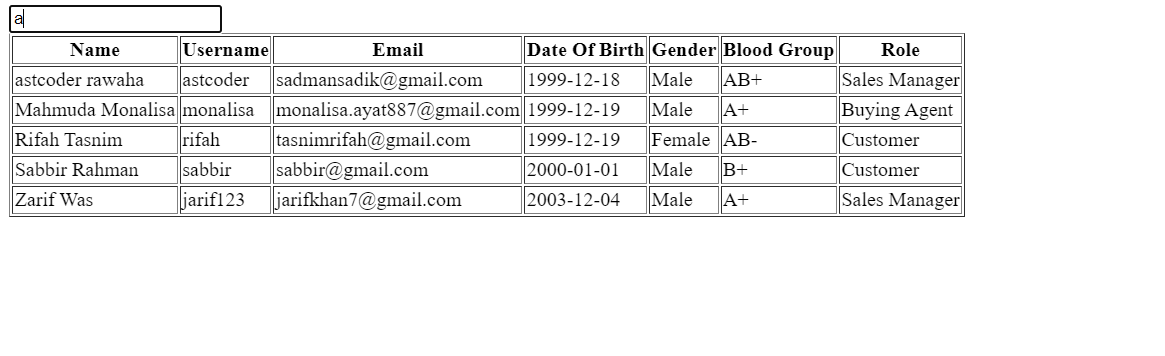 a
Name Username Email Date Of Birth Gender Blood Group Role
astcoder rawaha astcoder sadmansadik@gmail.com 1999-12-18 Male AB+ Sales Manager
Mahmuda Monalisa monalisa monalisa.ayat887@gmail.com 1999-12-19 Male A+ Buying Agent
Rifah Tasnim rifah tasnimrifah@gmail.com 1999-12-19 Female AB- Customer
Sabbir Rahman sabbir sabbir@gmail.com 2000-01-01 Male B+ Customer
Zarif Was jarif123 jarifkhan7@gmail.com 2003-12-04 Male A+ Sales Manager